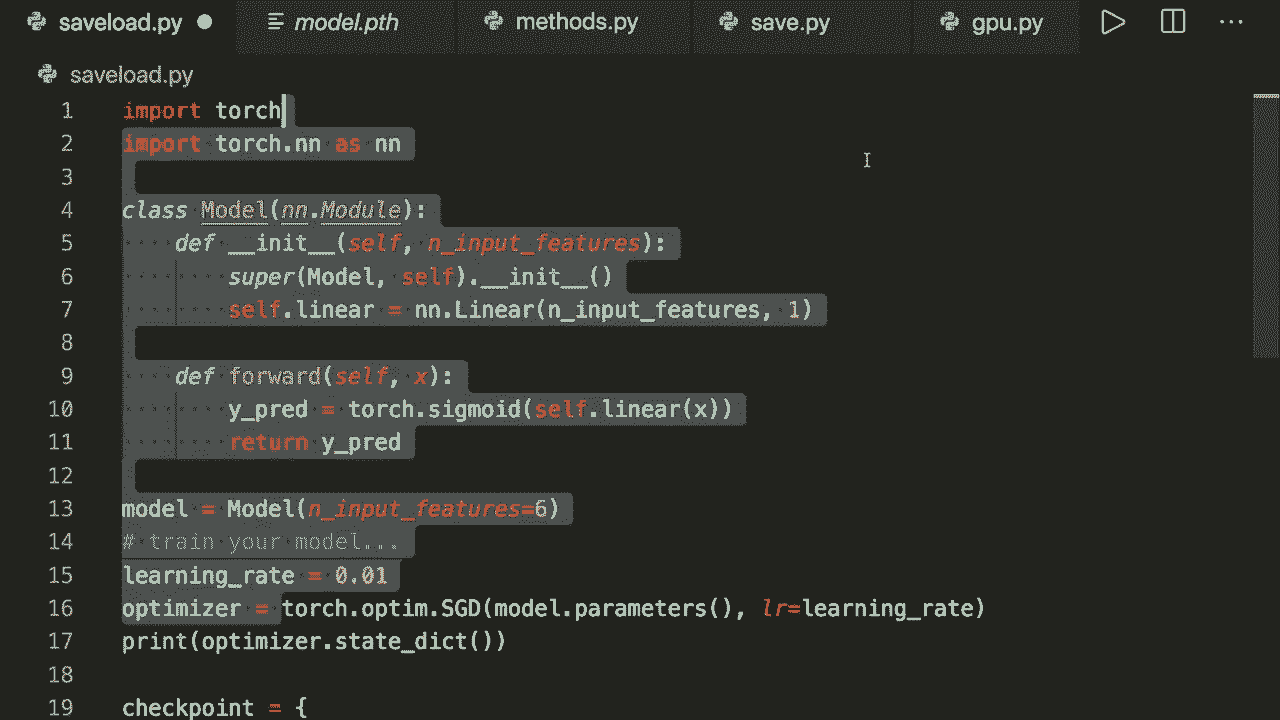 saveload.py model.pth methods.py save.py gpu.py ...
saveload.py
1 import torch
2 import torch.nn as nn
3
4 class Model(nn.Module):
5 def __init__(self, n_input_features):
6 super(Model, self).__init__()
7 self.linear = nn.Linear(n_input_features, 1)
8
9 def forward(self, x):
10 y_pred = torch.sigmoid(self.linear(x))
11 return y_pred
12
13 model = Model(n_input_features=6)
14 # train your model...
15 learning_rate = 0.01
16 optimizer = torch.optim.SGD(model.parameters(), lr=learning_rate)
17 print(optimizer.state_dict())
18
19 checkpoint = {